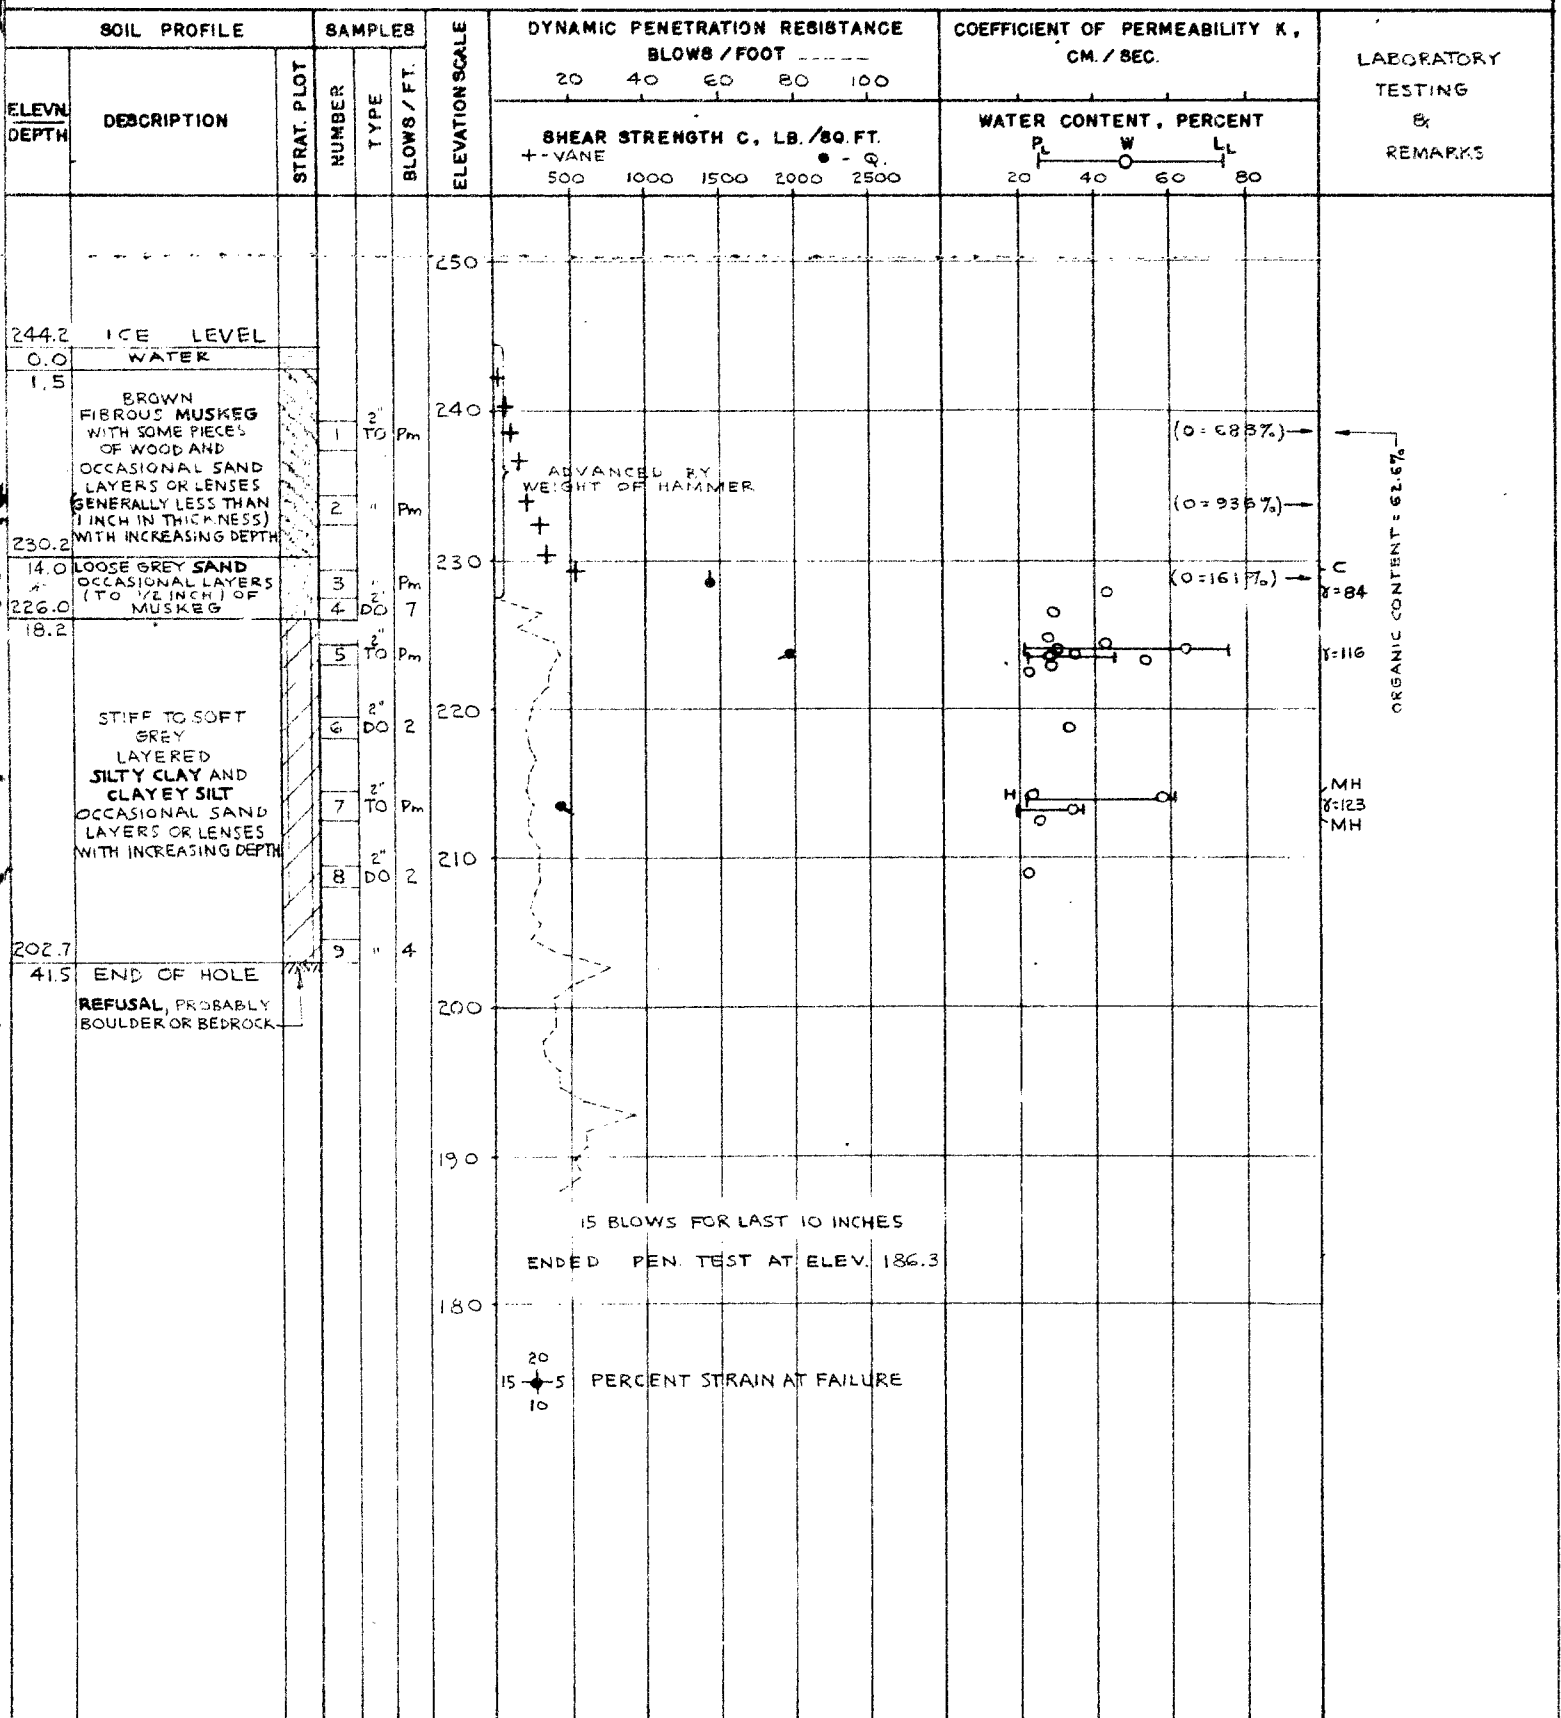 SOIL PROFILE
SAMPLES
ELEVATION SCALE
DYNAMIC PENETRATION RESISTANCE
BLOWS / FOOT ------
20 40 60 80 100
COEFFICIENT OF PERMEABILITY K,
CM. / SEC.
LABORATORY
TESTING
&
REMARKS
ELEVN.
DEPTH
DESCRIPTION
STRAT. PLOT
NUMBER
TYPE
BLOWS / FT.
SHEAR STRENGTH C, LB./SQ.FT.
+ - VANE ● - Q.
500 1000 1500 2000 2500
WATER CONTENT, PERCENT
PL W LL
20 40 60 80
250
244.2 ICE LEVEL
0.0 WATER
1.5
BROWN
FIBROUS MUSKEG
WITH SOME PIECES
OF WOOD AND
OCCASIONAL SAND
LAYERS OR LENSES
(GENERALLY LESS THAN
1 INCH IN THICKNESS)
WITH INCREASING DEPTH
1 2" TO Pm
2 " Pm
240
ADVANCED BY
WEIGHT OF HAMMER
(O=683%)
(O=936%)
ORGANIC CONTENT = 62.6%
230.2
14.0
LOOSE GREY SAND
OCCASIONAL LAYERS
(TO 1/2 INCH) OF
MUSKEG
3 " Pm
4 2" DO 7
230
(O=161%)
C
γ=84
226.0
18.2
5 2" TO Pm
γ=116
STIFF TO SOFT
GREY
LAYERED
SILTY CLAY AND
CLAYEY SILT
OCCASIONAL SAND
LAYERS OR LENSES
WITH INCREASING DEPTH
6 2" DO 2
220
7 2" TO Pm
H
MH
γ=123
MH
8 2" DO 2
210
9 " 4
202.7
41.5 END OF HOLE
REFUSAL, PROBABLY
BOULDER OR BEDROCK
200
190
15 BLOWS FOR LAST 10 INCHES
ENDED PEN. TEST AT ELEV. 186.3
180
20
15 5 PERCENT STRAIN AT FAILURE
10